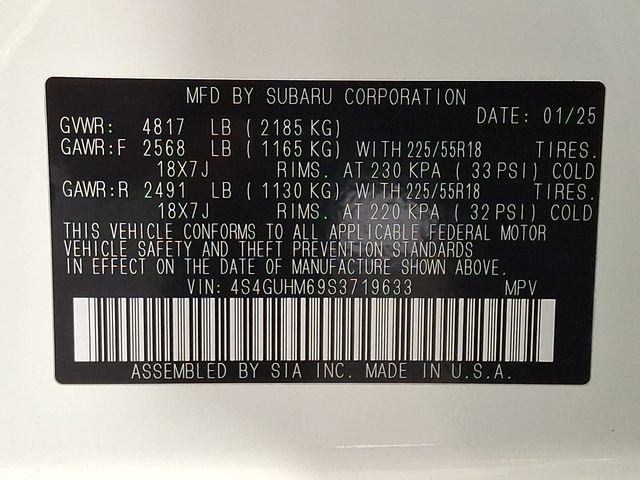 MFD BY SUBARU CORPORATION
DATE: 01/25
GVWR: 4817 LB (2185 KG)
GAWR:F 2568 LB (1165 KG) WITH 225/55R18 TIRES.
18X7J RIMS. AT 230 KPA (33 PSI) COLD
GAWR:R 2491 LB (1130 KG) WITH 225/55R18 TIRES.
18X7J RIMS. AT 220 KPA (32 PSI) COLD
THIS VEHICLE CONFORMS TO ALL APPLICABLE FEDERAL MOTOR
VEHICLE SAFETY AND THEFT PREVENTION STANDARDS
IN EFFECT ON THE DATE OF MANUFACTURE SHOWN ABOVE.
VIN: 4S4GUHM69S3719633 MPV
ASSEMBLED BY SIA INC. MADE IN U.S.A.